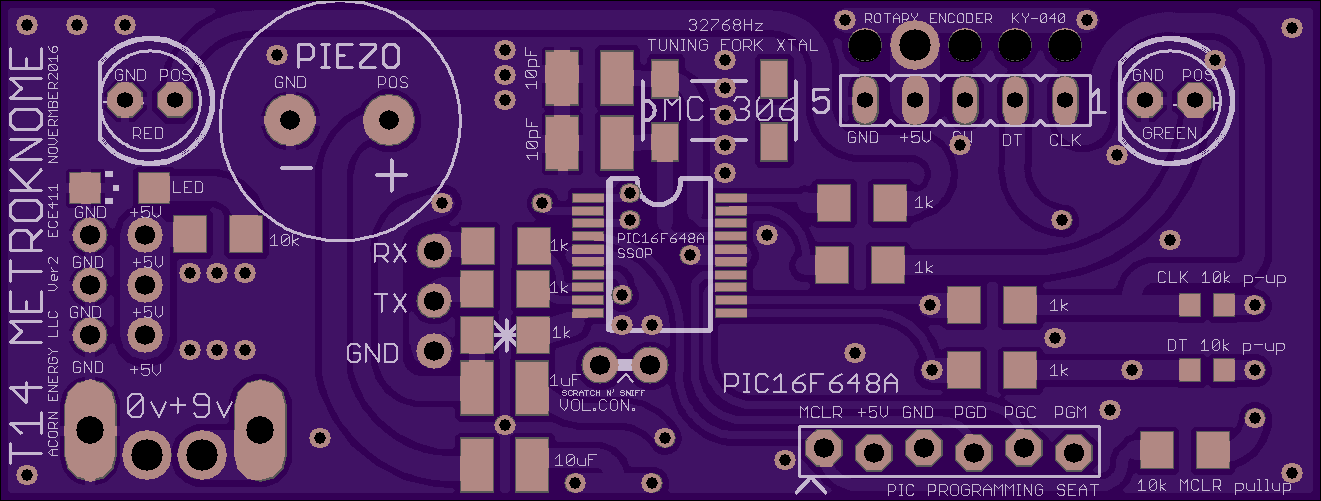 T14 METROKNOME
ACORN ENERGY LLC Ver2 ECE411 NOVERMBER2016
GND POS
RED
PIEZO
GND POS
− +
10pF
10pF
32768Hz
TUNING FORK XTAL
MC-306
ROTARY ENCODER KY-040
5 1
GND +5V SW DT CLK
GND POS
GREEN
LED
GND +5V
10k
GND +5V
GND +5V
GND +5V
0v+9v
RX
TX
GND
1k
1k
1k
1uF
10uF
PIC16F648A
SSOP
SCRATCH N' SNIFF
VOL.CON.
1k
1k
1k
1k
CLK 10k p-up
DT 10k p-up
PIC16F648A
MCLR +5V GND PGD PGC PGM
PIC PROGRAMMING SEAT
10k MCLR pullup